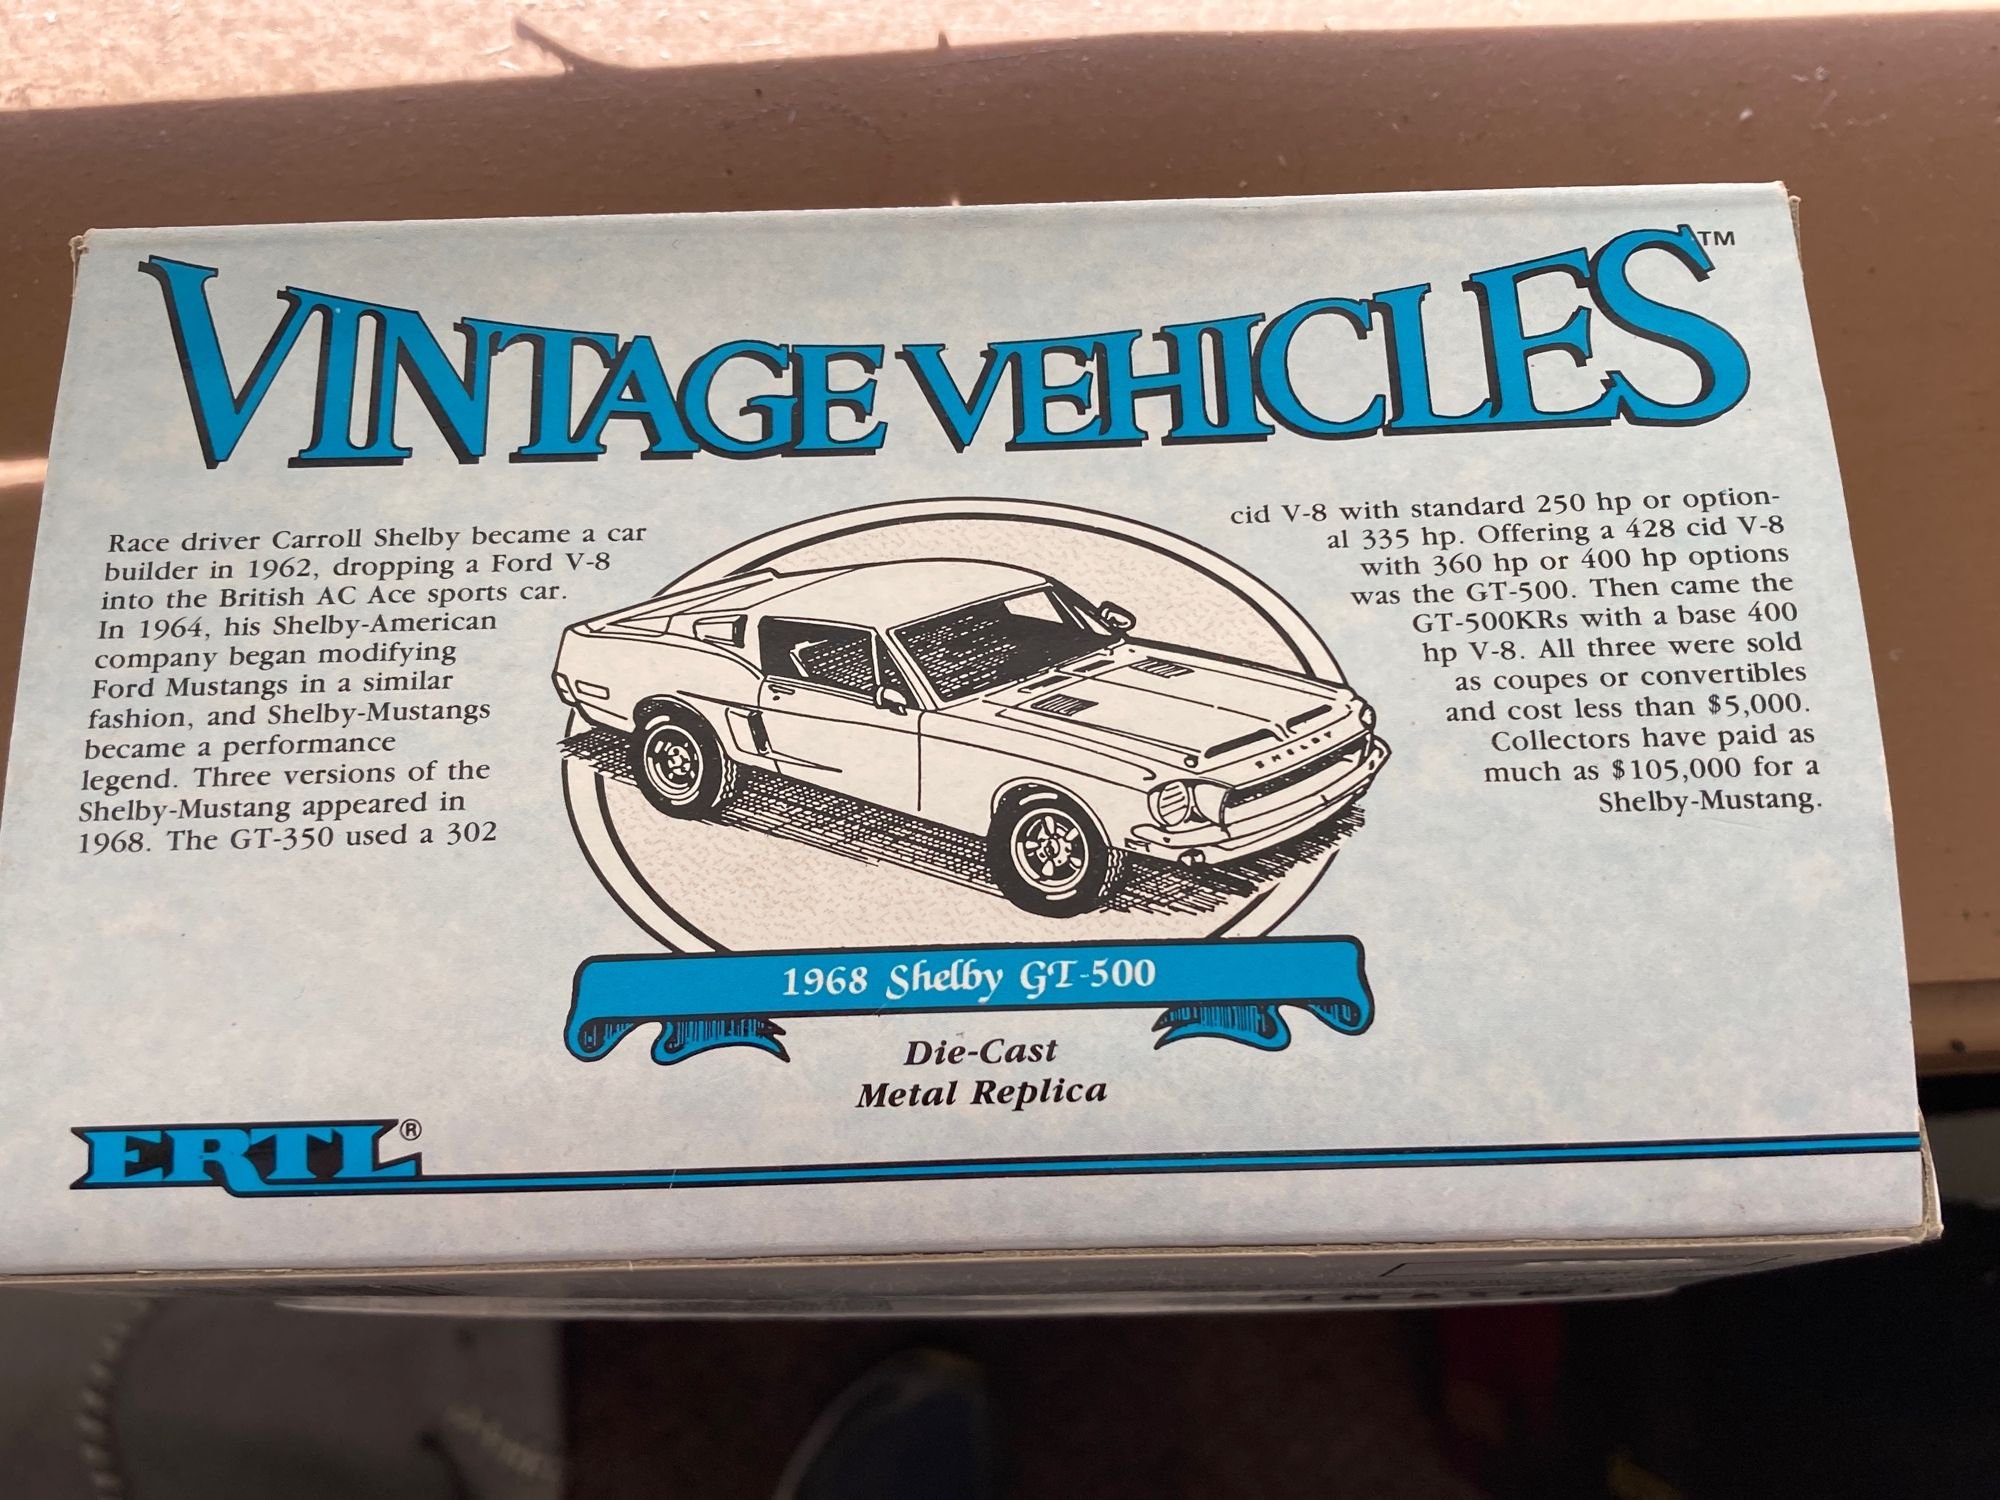 VINTAGE VEHICLES™
Race driver Carroll Shelby became a car
builder in 1962, dropping a Ford V-8
into the British AC Ace sports car.
In 1964, his Shelby-American
company began modifying
Ford Mustangs in a similar
fashion, and Shelby-Mustangs
became a performance
legend. Three versions of the
Shelby-Mustang appeared in
1968. The GT-350 used a 302
cid V-8 with standard 250 hp or option-
al 335 hp. Offering a 428 cid V-8
with 360 hp or 400 hp options
was the GT-500. Then came the
GT-500KRs with a base 400
hp V-8. All three were sold
as coupes or convertibles
and cost less than $5,000.
Collectors have paid as
much as $105,000 for a
Shelby-Mustang.
SHELBY
1968 Shelby GT-500
Die-Cast
Metal Replica
ERTL®